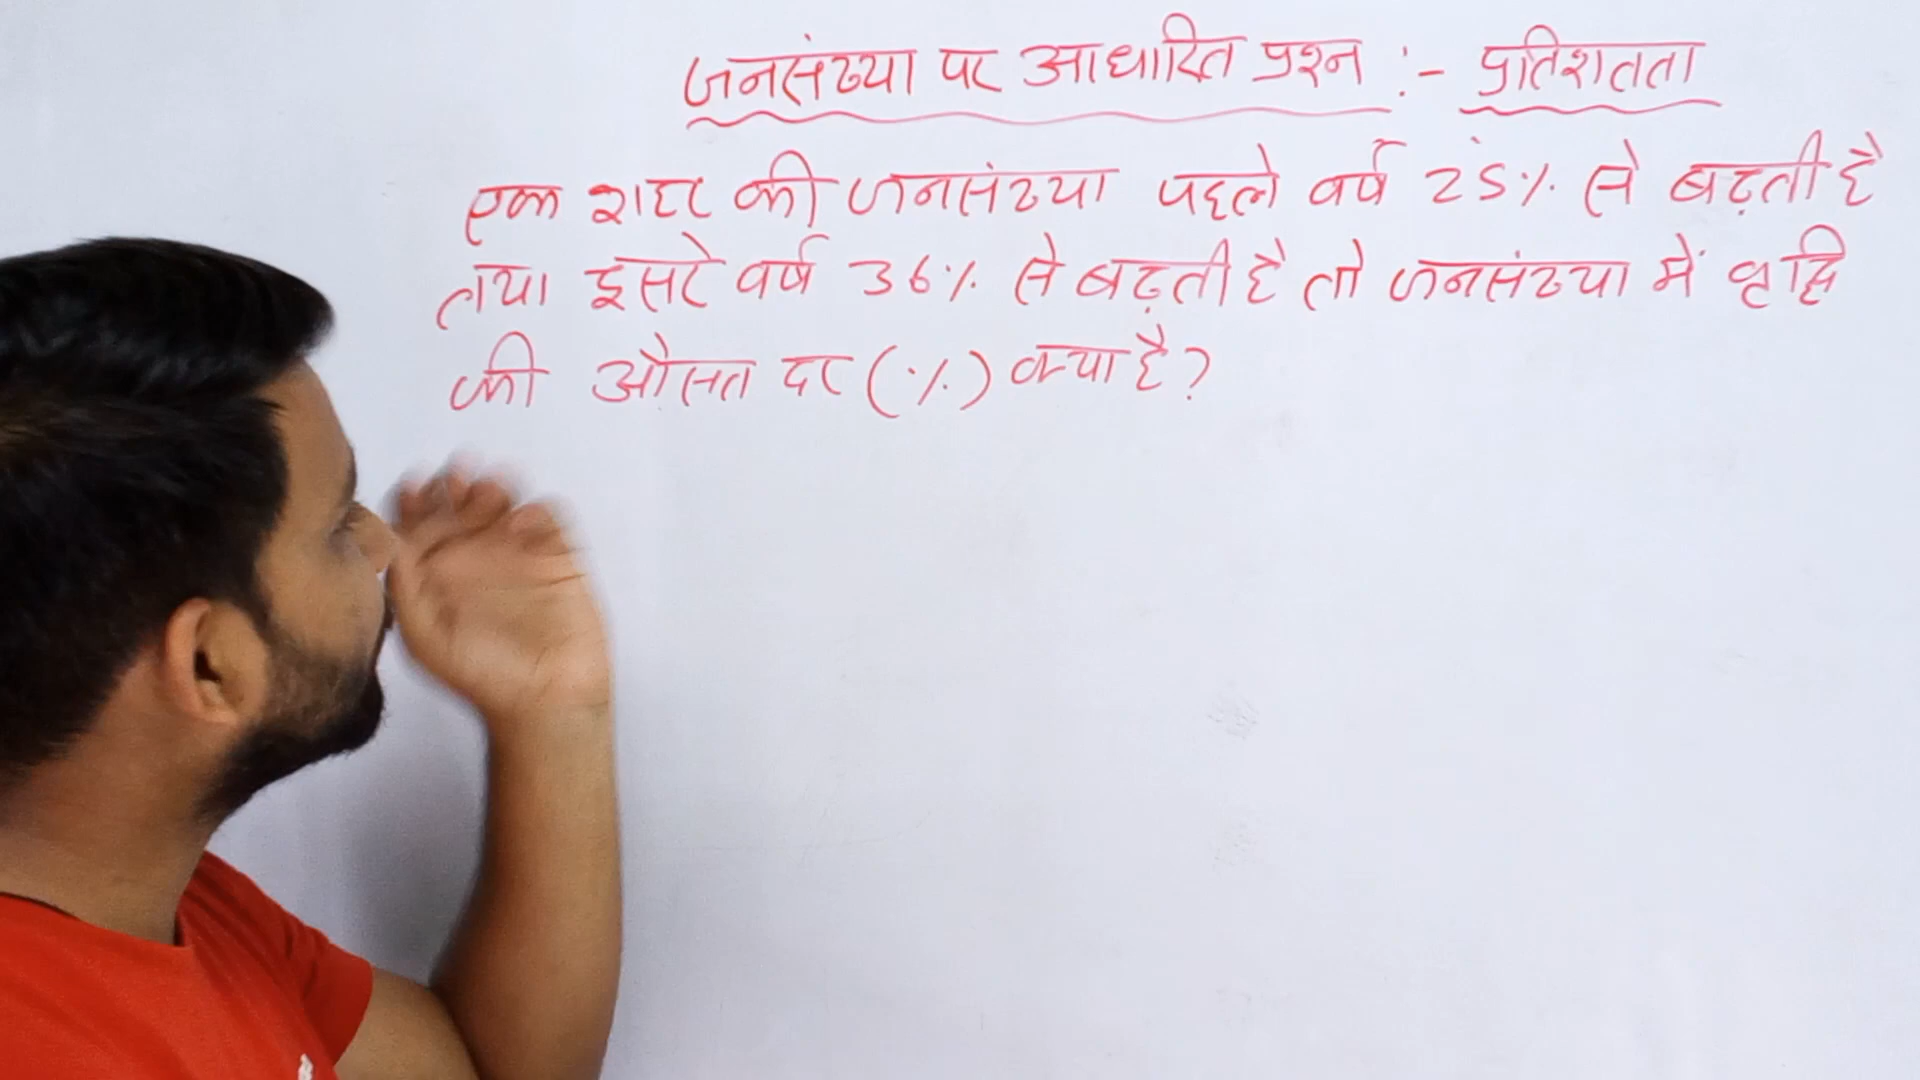 जनसंख्या पर आधारित प्रश्न :- प्रतिशतता
एक शहर की जनसंख्या पहले वर्ष 25% से बढ़ती है
तथा दूसरे वर्ष 36% से बढ़ती है तो जनसंख्या में वृद्धि
की औसत दर (%) क्या है?